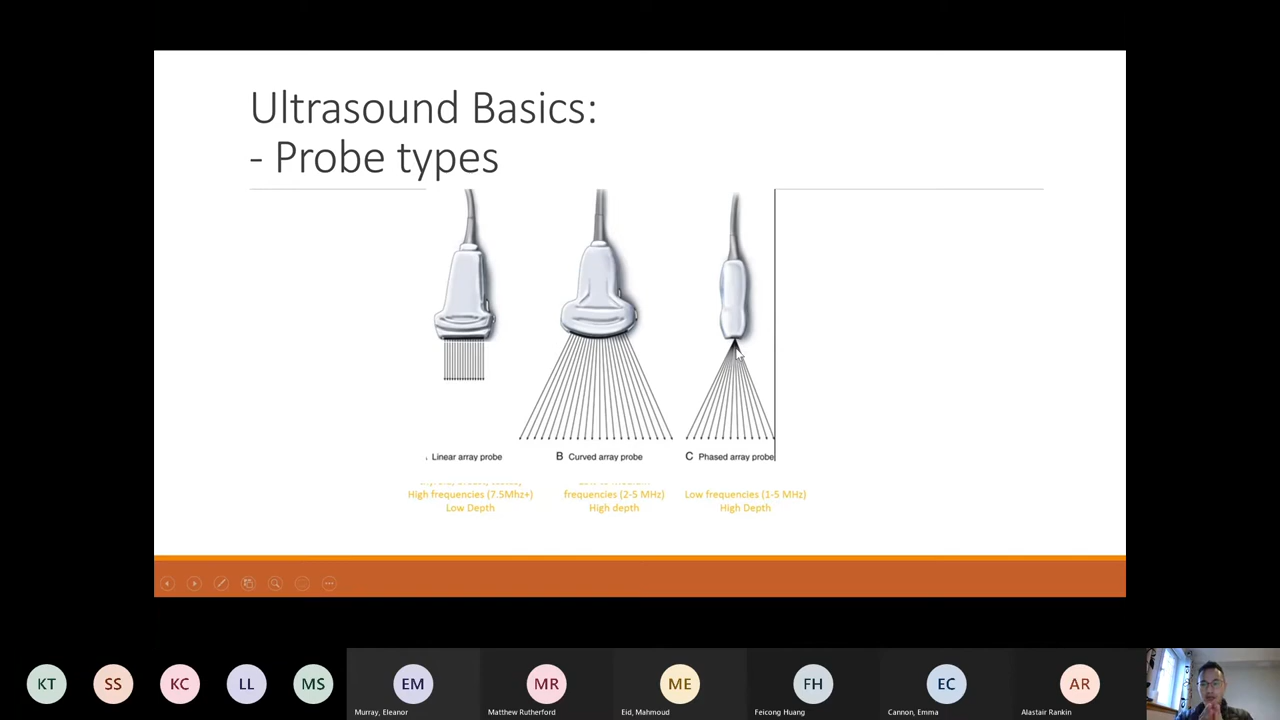 Ultrasound Basics:
- Probe types
Linear array probe
B Curved array probe
C Phased array probe
High frequencies (7.5Mhz+)
Low Depth
frequencies (2-5 MHz)
High depth
Low frequencies (1-5 MHz)
High Depth
KT
SS
KC
LL
MS
EM
MR
ME
FH
EC
AR
Murray, Eleanor
Matthew Rutherford
Eid, Mahmoud
Feicong Huang
Cannon, Emma
Alastair Rankin